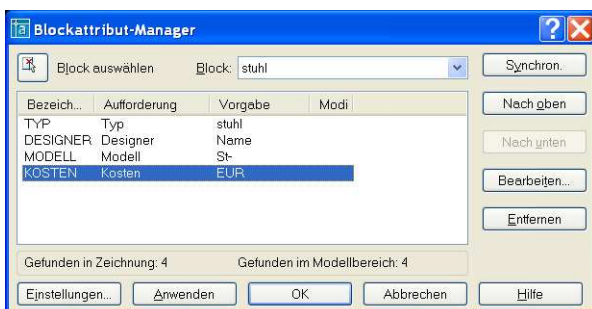 Blockattribut-Manager
Block auswählen Block: stuhl Synchron.
Bezeich... Aufforderung Vorgabe Modi Nach oben
TYP Typ stuhl
DESIGNER Designer Name Nach unten
MODELL Modell St-
KOSTEN Kosten EUR Bearbeiten...
Entfernen
Gefunden in Zeichnung: 4 Gefunden im Modellbereich: 4
Einstellungen... Anwenden OK Abbrechen Hilfe